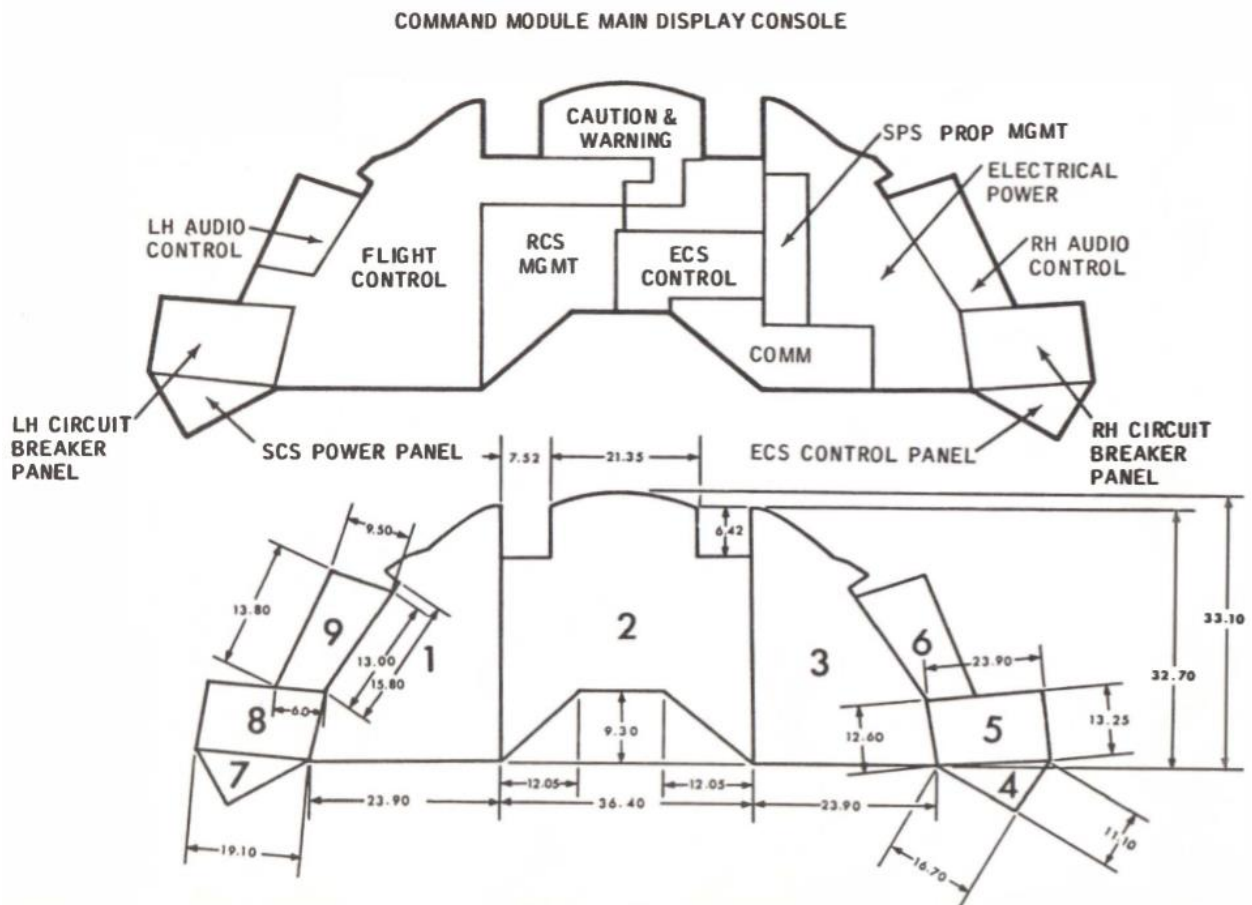 COMMAND MODULE MAIN DISPLAY CONSOLE
CAUTION &
WARNING
SPS PROP MGMT
ELECTRICAL
POWER
LH AUDIO
CONTROL
FLIGHT
CONTROL
RCS
MGMT
ECS
CONTROL
RH AUDIO
CONTROL
COMM
LH CIRCUIT
BREAKER
PANEL
SCS POWER PANEL
ECS CONTROL PANEL
RH CIRCUIT
BREAKER
PANEL
7.52
21.35
9.50
6.42
13.80
9
1
2
3
6
33.10
13.00
15.80
23.90
32.70
8
6.0
9.30
12.60
5
13.25
7
4
12.05
12.05
23.90
36.40
23.90
19.10
16.70
11.10